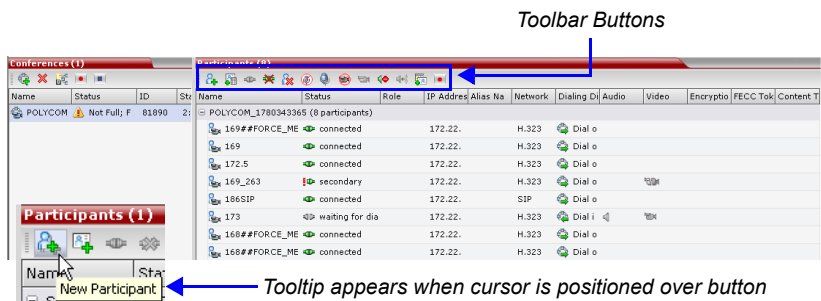 Toolbar Buttons
Conferences (1)
Participants (8)
Name Status ID Sta
Name Status Role IP Addres Alias Na Network Dialing Di Audio Video Encryptio FECC Tok Content T
POLYCOM Not Full; F 81890 2:
POLYCOM_1780343365 (8 participants)
169##FORCE_ME connected 172.22. H.323 Dial o
169 connected 172.22. H.323 Dial o
172.5 connected 172.22. H.323 Dial o
169_263 secondary 172.22. H.323 Dial o
186SIP connected 172.22. SIP Dial o
173 waiting for dia 172.22. H.323 Dial i
168##FORCE_ME connected 172.22. H.323 Dial o
168##FORCE_ME connected 172.22. H.323 Dial o
Participants (1)
Name Sta
New Participant
Tooltip appears when cursor is positioned over button